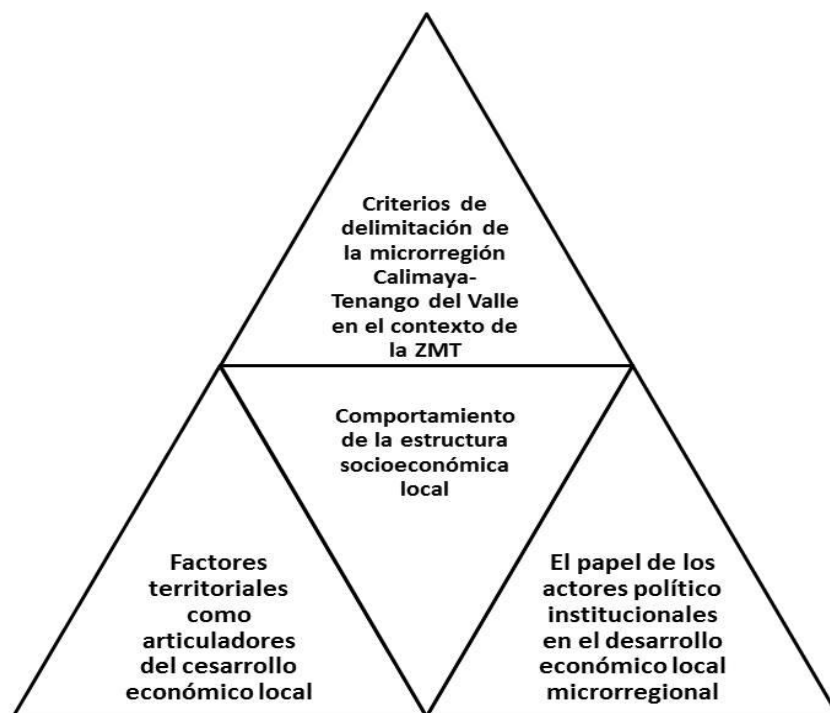 Criterios de
delimitación de
la microrregión
Calimaya-
Tenango del Valle
en el contexto de
la ZMT
Comportamiento
de la estructura
socioeconómica
local
Factores
territoriales
como
articuladores
del cesarrollo
económico local
El papel de los
actores político
institucionales
en el desarrollo
económico local
microrregional